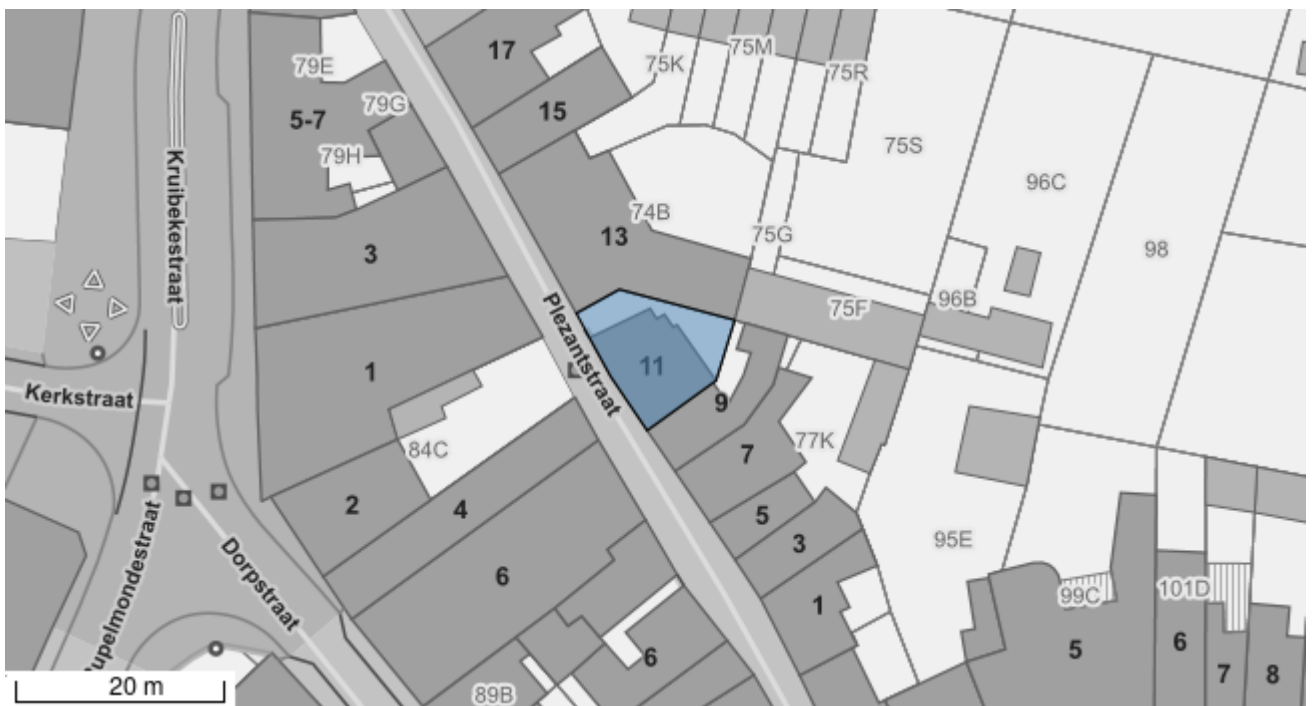 17
75M
75K
79E
75R
79G
15
5-7
75S
79H
96C
Kruibekestraat
74B
75G
13
98
3
96B
75F
Plezantstraat
11
1
Kerkstraat
9
84C
77K
7
2
4
5
3
95E
Dorpstraat
6
99C
101D
1
upelmondestraat
6
5
6
7
8
20 m
89B